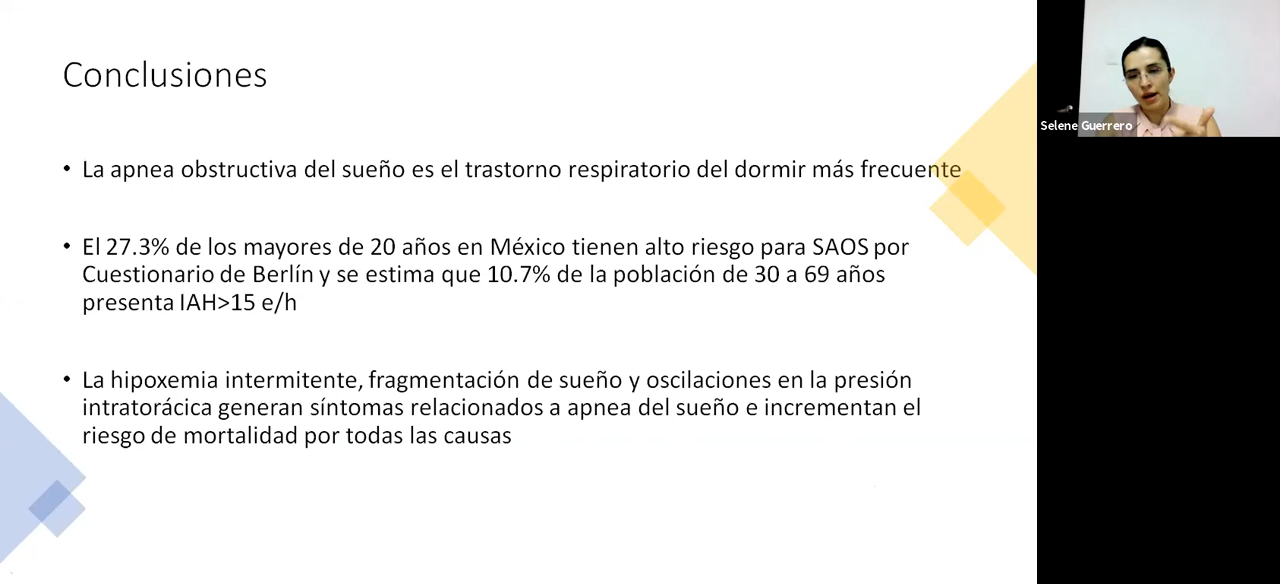 Conclusiones
• La apnea obstructiva del sueño es el trastorno respiratorio del dormir más frecuente
• El 27.3% de los mayores de 20 años en México tienen alto riesgo para SAOS por
Cuestionario de Berlín y se estima que 10.7% de la población de 30 a 69 años
presenta IAH>15 e/h
• La hipoxemia intermitente, fragmentación de sueño y oscilaciones en la presión
intratorácica generan síntomas relacionados a apnea del sueño e incrementan el
riesgo de mortalidad por todas las causas
Selene Guerrero